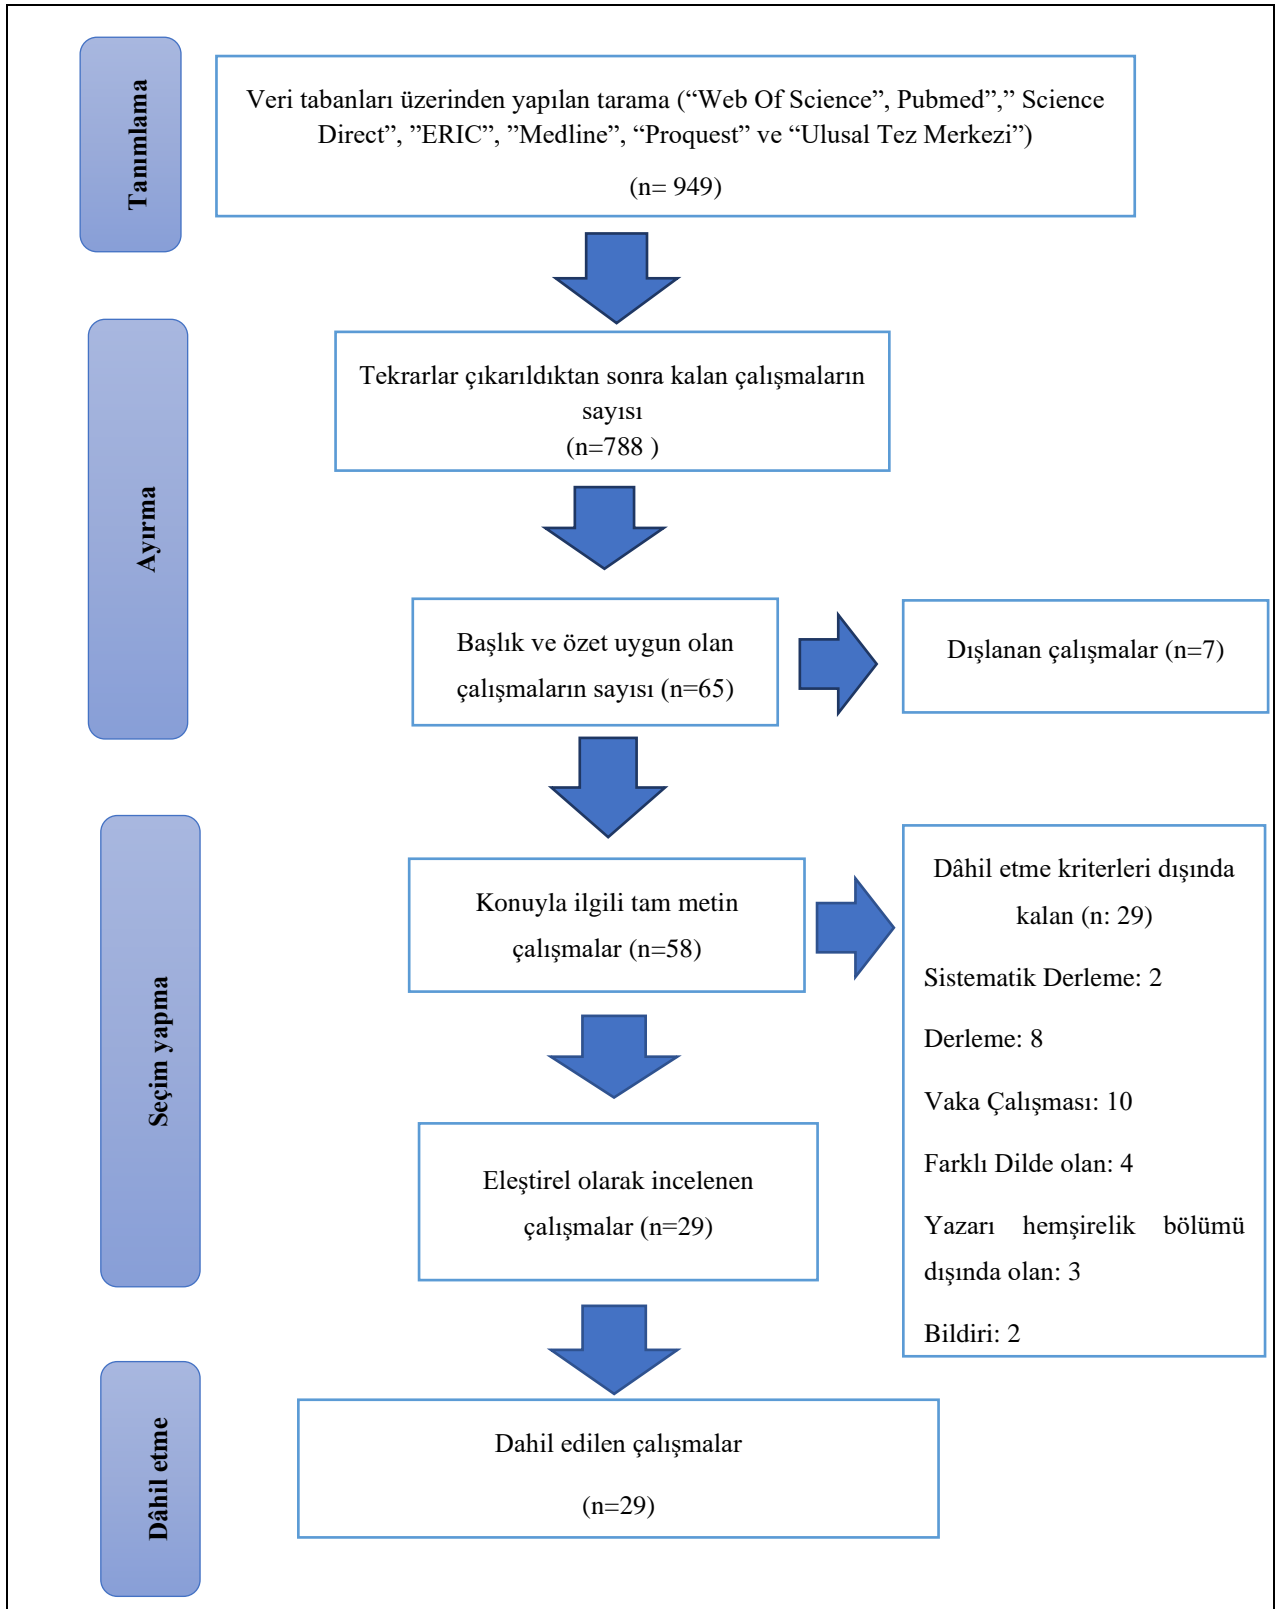 Tanımlama
Veri tabanları üzerinden yapılan tarama (“Web Of Science”, Pubmed”,” Science
Direct”, ”ERIC”, ”Medline”, “Proquest” ve “Ulusal Tez Merkezi”)
(n= 949)
Ayırma
Tekrarlar çıkarıldıktan sonra kalan çalışmaların
sayısı
(n=788 )
Başlık ve özet uygun olan
çalışmaların sayısı (n=65)
Dışlanan çalışmalar (n=7)
Seçim yapma
Konuyla ilgili tam metin
çalışmalar (n=58)
Dâhil etme kriterleri dışında
kalan (n: 29)
Sistematik Derleme: 2
Derleme: 8
Vaka Çalışması: 10
Farklı Dilde olan: 4
Yazarı hemşirelik bölümü
dışında olan: 3
Bildiri: 2
Eleştirel olarak incelenen
çalışmalar (n=29)
Dâhil etme
Dahil edilen çalışmalar
(n=29)